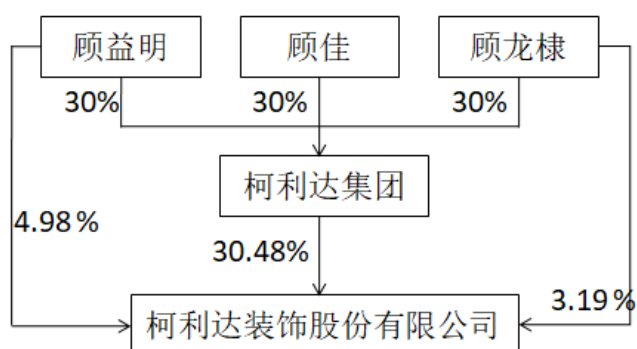 顾益明
顾佳
顾龙棣
30%
30%
30%
柯利达集团
4.98%
30.48%
3.19%
柯利达装饰股份有限公司